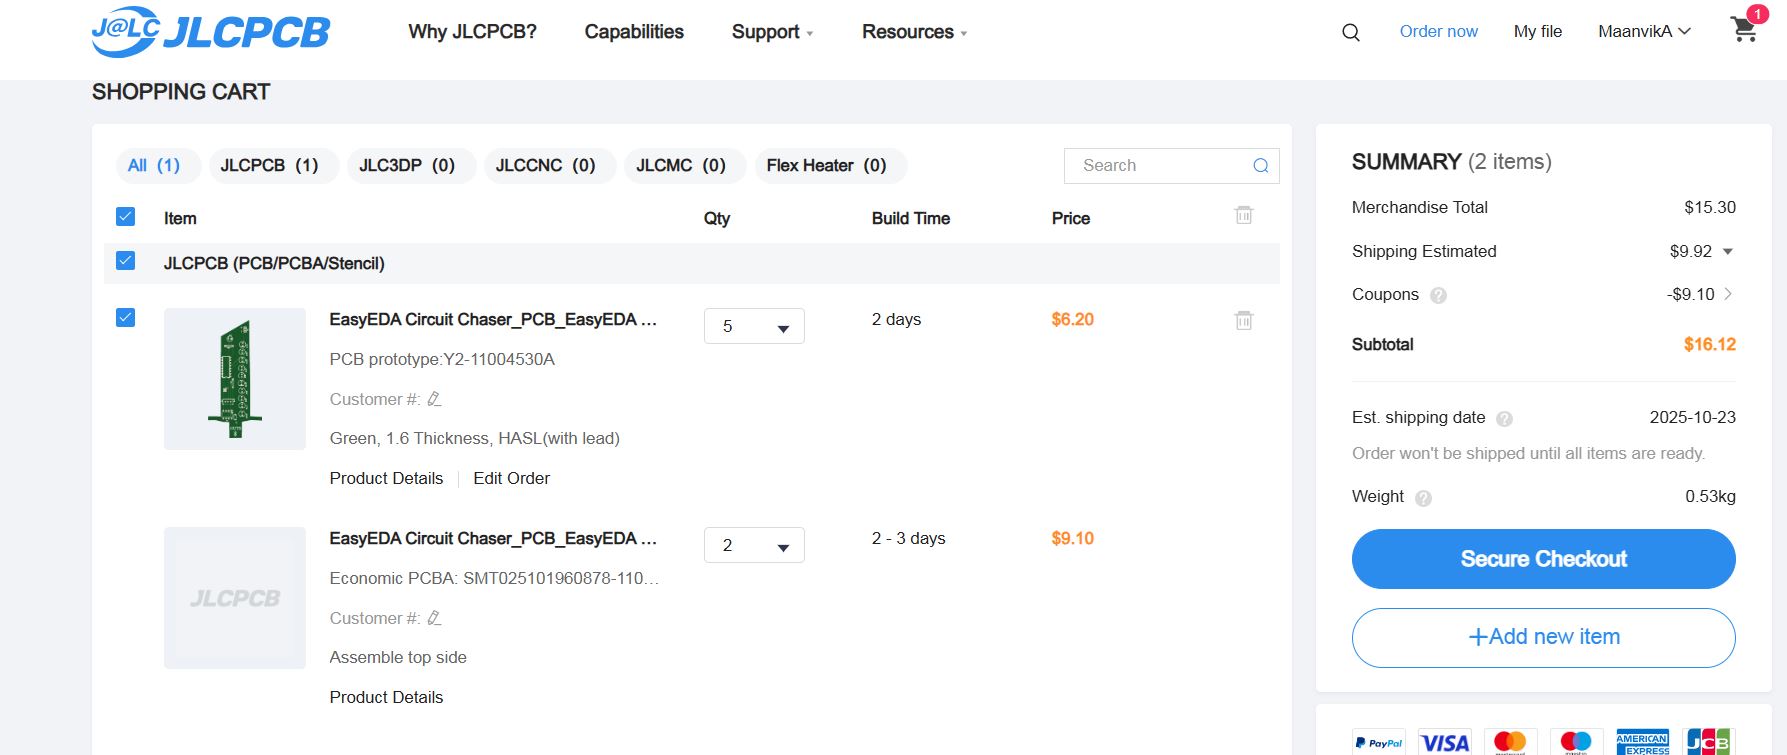 J@LC JLCPCB
Why JLCPCB? Capabilities Support Resources
Order now My file MaanvikA 1
SHOPPING CART
All (1) JLCPCB (1) JLC3DP (0) JLCCNC (0) JLCMC (0) Flex Heater (0) Search
Item Qty Build Time Price
JLCPCB (PCB/PCBA/Stencil)
EasyEDA Circuit Chaser_PCB_EasyEDA ... 5 2 days $6.20
PCB prototype:Y2-11004530A
Customer #:
Green, 1.6 Thickness, HASL(with lead)
Product Details Edit Order
EasyEDA Circuit Chaser_PCB_EasyEDA ... 2 2 - 3 days $9.10
JLCPCB
Economic PCBA: SMT025101960878-110...
Customer #:
Assemble top side
Product Details
SUMMARY (2 items)
Merchandise Total $15.30
Shipping Estimated $9.92
Coupons ? -$9.10
Subtotal $16.12
Est. shipping date ? 2025-10-23
Order won't be shipped until all items are ready.
Weight ? 0.53kg
Secure Checkout
+Add new item
PayPal VISA AMERICAN EXPRESS JCB